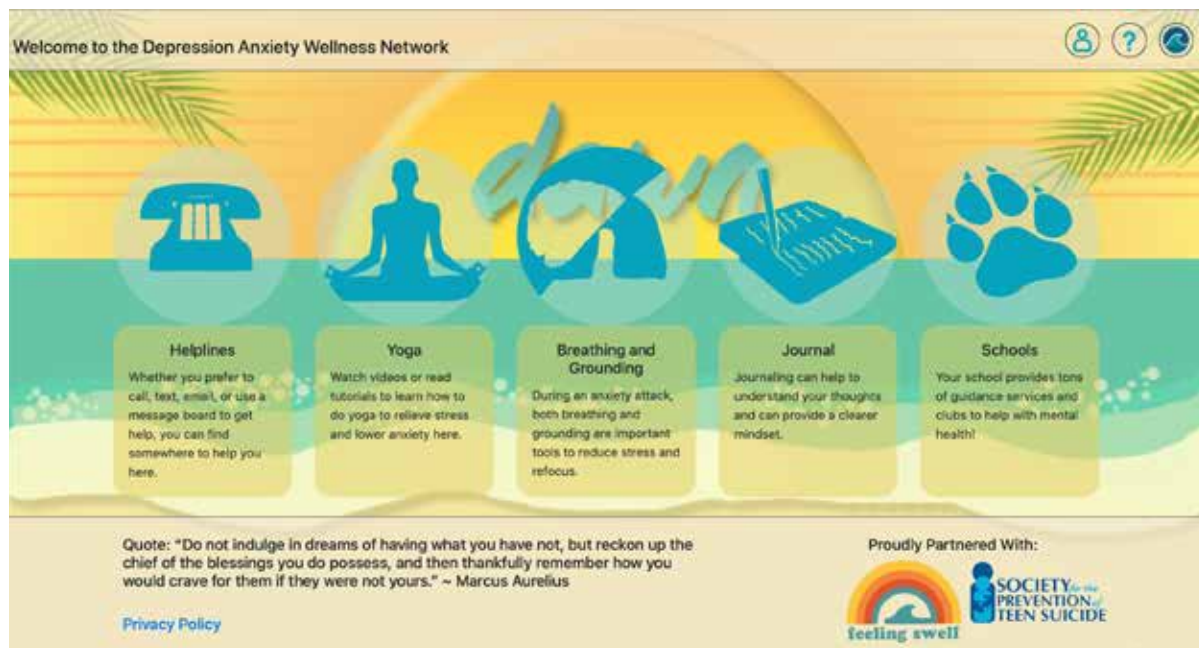 Welcome to the Depression Anxiety Wellness Network
?
dawn
Helplines
Whether you prefer to
call, text, email, or use a
message board to get
help, you can find
somewhere to help you
here.
Yoga
Watch videos or read
tutorials to learn how to
do yoga to relieve stress
and lower anxiety here.
Breathing and
Grounding
During an anxiety attack,
both breathing and
grounding are important
tools to reduce stress and
refocus.
Journal
Journaling can help to
understand your thoughts
and can provide a clearer
mindset.
Schools
Your school provides tons
of guidance services and
clubs to help with mental
health!
Quote: "Do not indulge in dreams of having what you have not, but reckon up the
chief of the blessings you do possess, and then thankfully remember how you
would crave for them if they were not yours." ~ Marcus Aurelius
Privacy Policy
Proudly Partnered With:
feeling swell
SOCIETY for the
PREVENTION of
TEEN SUICIDE